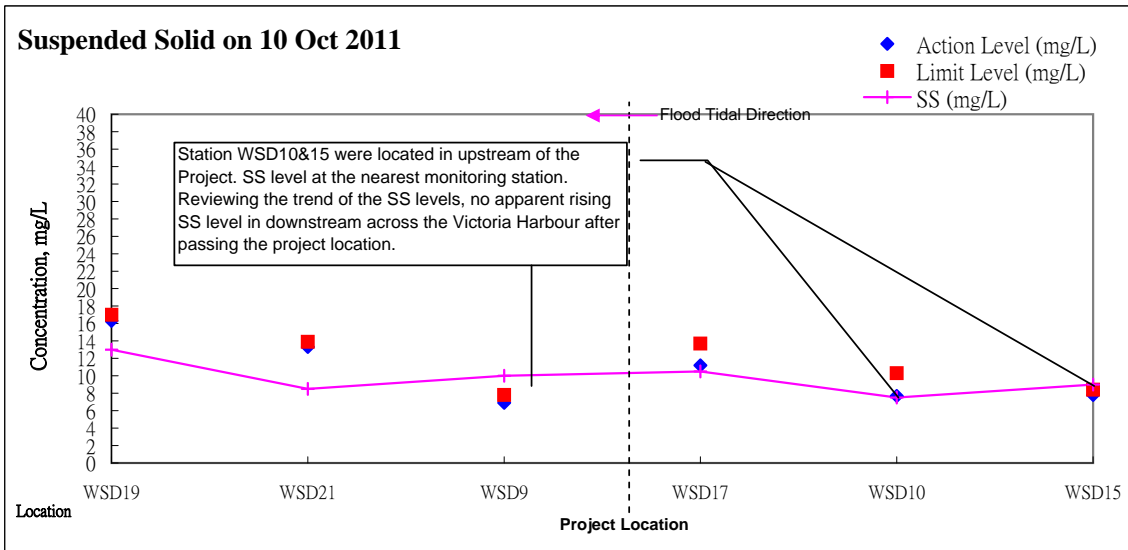 Suspended Solid on 10 Oct 2011
Action Level (mg/L)
Limit Level (mg/L)
SS (mg/L)
Flood Tidal Direction
Station WSD10&15 were located in upstream of the
Project. SS level at the nearest monitoring station.
Reviewing the trend of the SS levels, no apparent rising
SS level in downstream across the Victoria Harbour after
passing the project location.
Concentration, mg/L
40
38
36
34
32
30
28
26
24
22
20
18
16
14
12
10
8
6
4
2
0
WSD19
WSD21
WSD9
WSD17
WSD10
WSD15
Location
Project Location